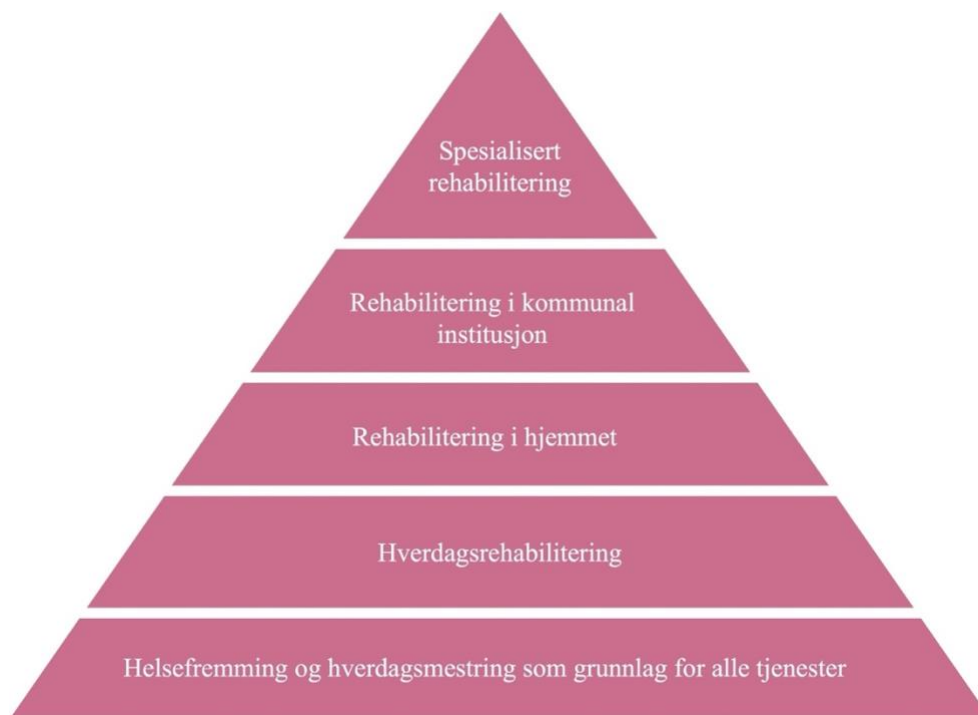 Spesialisert
rehabilitering
Rehabilitering i kommunal
institusjon
Rehabilitering i hjemmet
Hverdagsrehabilitering
Helsefremming og hverdagsmestring som grunnlag for alle tjenester